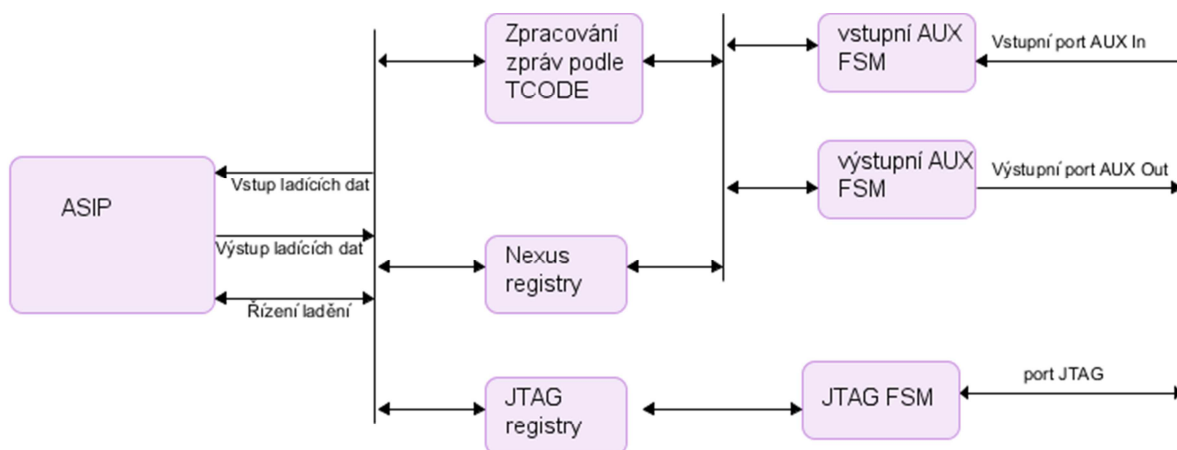 Zpracování
zpráv podle
TCODE
vstupní AUX
FSM
Vstupní port AUX In
výstupní AUX
FSM
Výstupní port AUX Out
ASIP
Vstup ladících dat
Výstup ladících dat
Řízení ladění
Nexus
registry
JTAG
registry
JTAG FSM
port JTAG